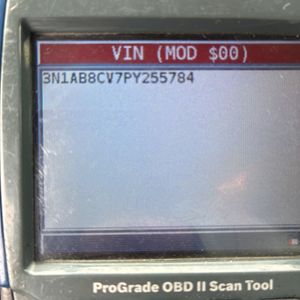 VIN (MOD $00)
3N1AB8CV7PY255784
ProGrade OBD II Scan Tool